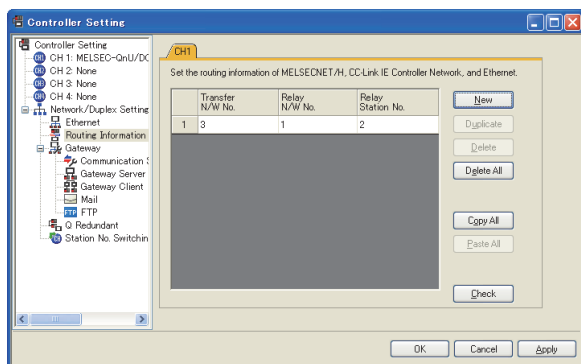 Controller Setting
Controller Setting
CH 1: MELSEC-QnU/DC
CH 2: None
CH 3: None
CH 4: None
Network/Duplex Setting
Ethernet
Routing Information
Gateway
Communication S
Gateway Server
Gateway Client
Mail
FTP FTP
Q Redundant
Station No. Switchin
CH1
Set the routing information of MELSECNET/H, CC-Link IE Controller Network, and Ethernet.
Transfer N/W No. Relay N/W No. Relay Station No.
1 3 1 2
New
Duplicate
Delete
Delete All
Copy All
Paste All
Check
OK Cancel Apply